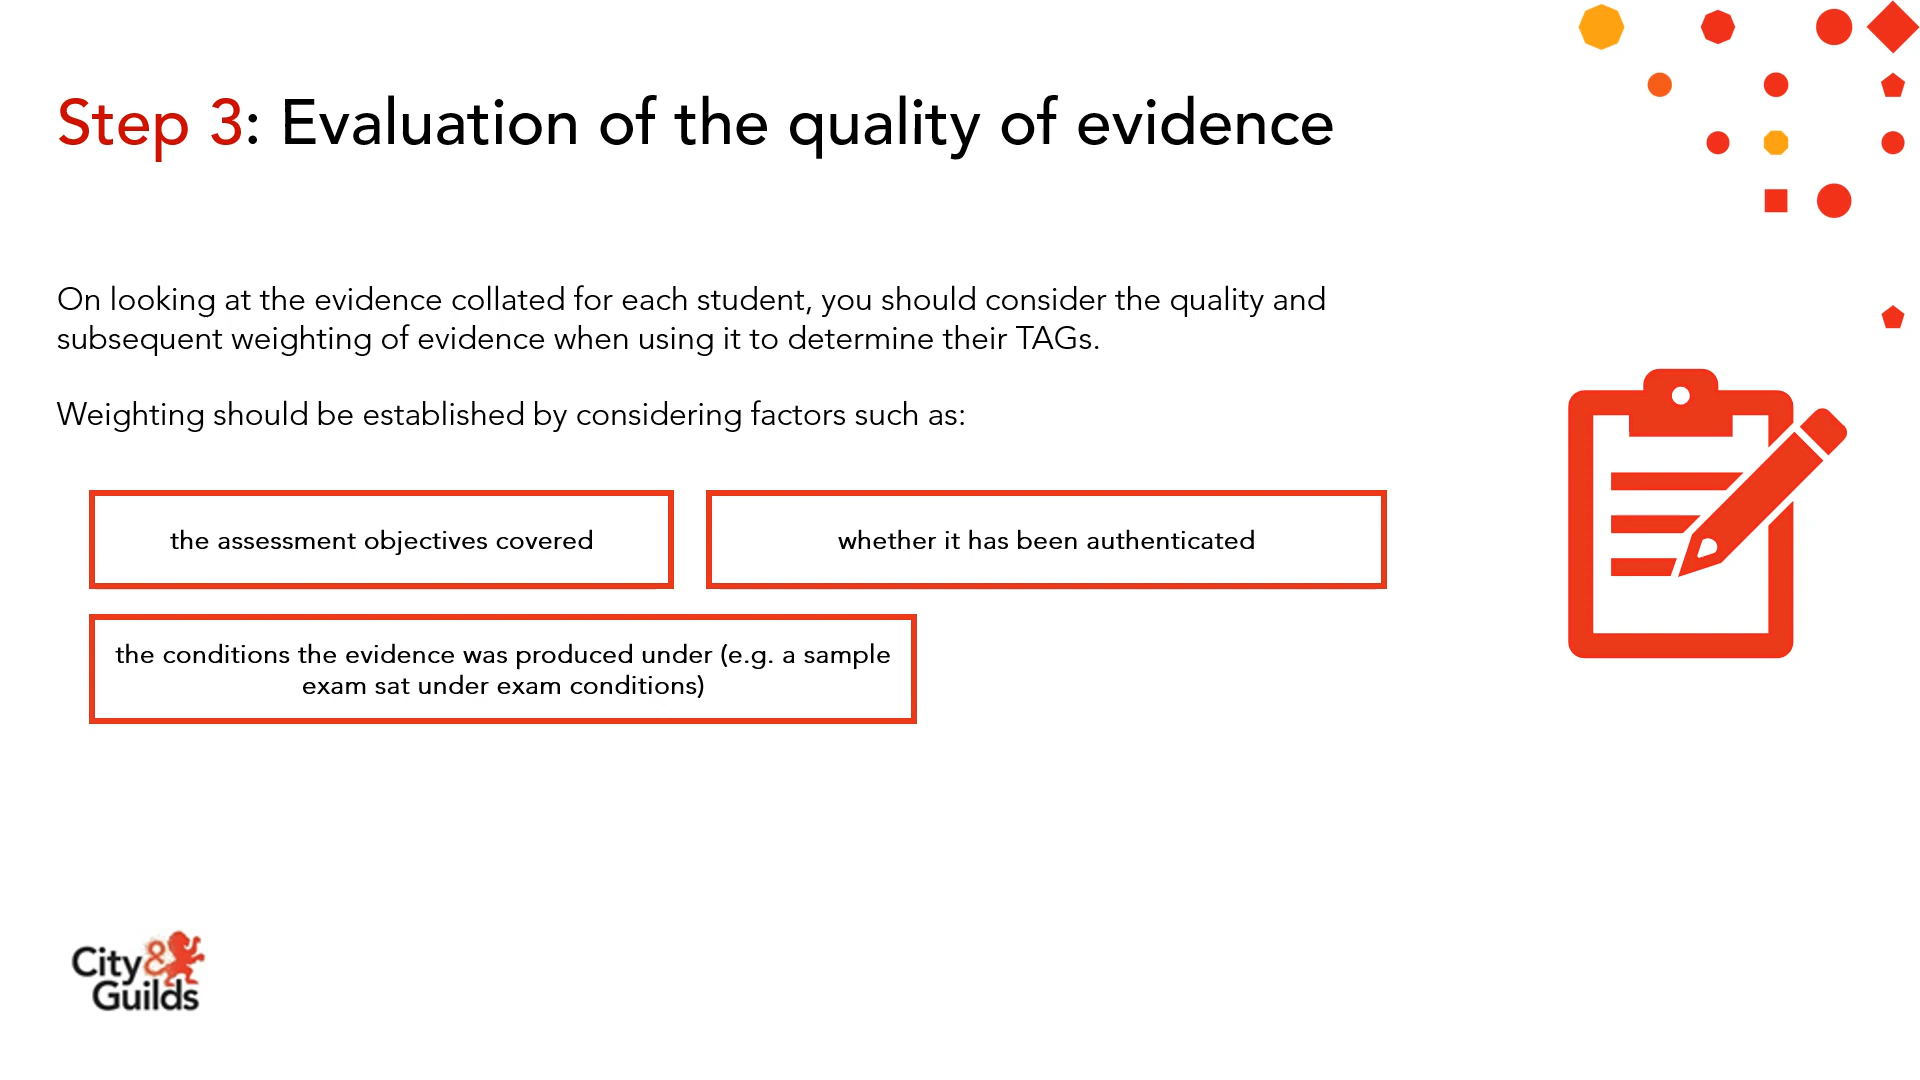 Step 3: Evaluation of the quality of evidence
On looking at the evidence collated for each student, you should consider the quality and
subsequent weighting of evidence when using it to determine their TAGs.
Weighting should be established by considering factors such as:
the assessment objectives covered
whether it has been authenticated
the conditions the evidence was produced under (e.g. a sample
exam sat under exam conditions)
City&
Guilds